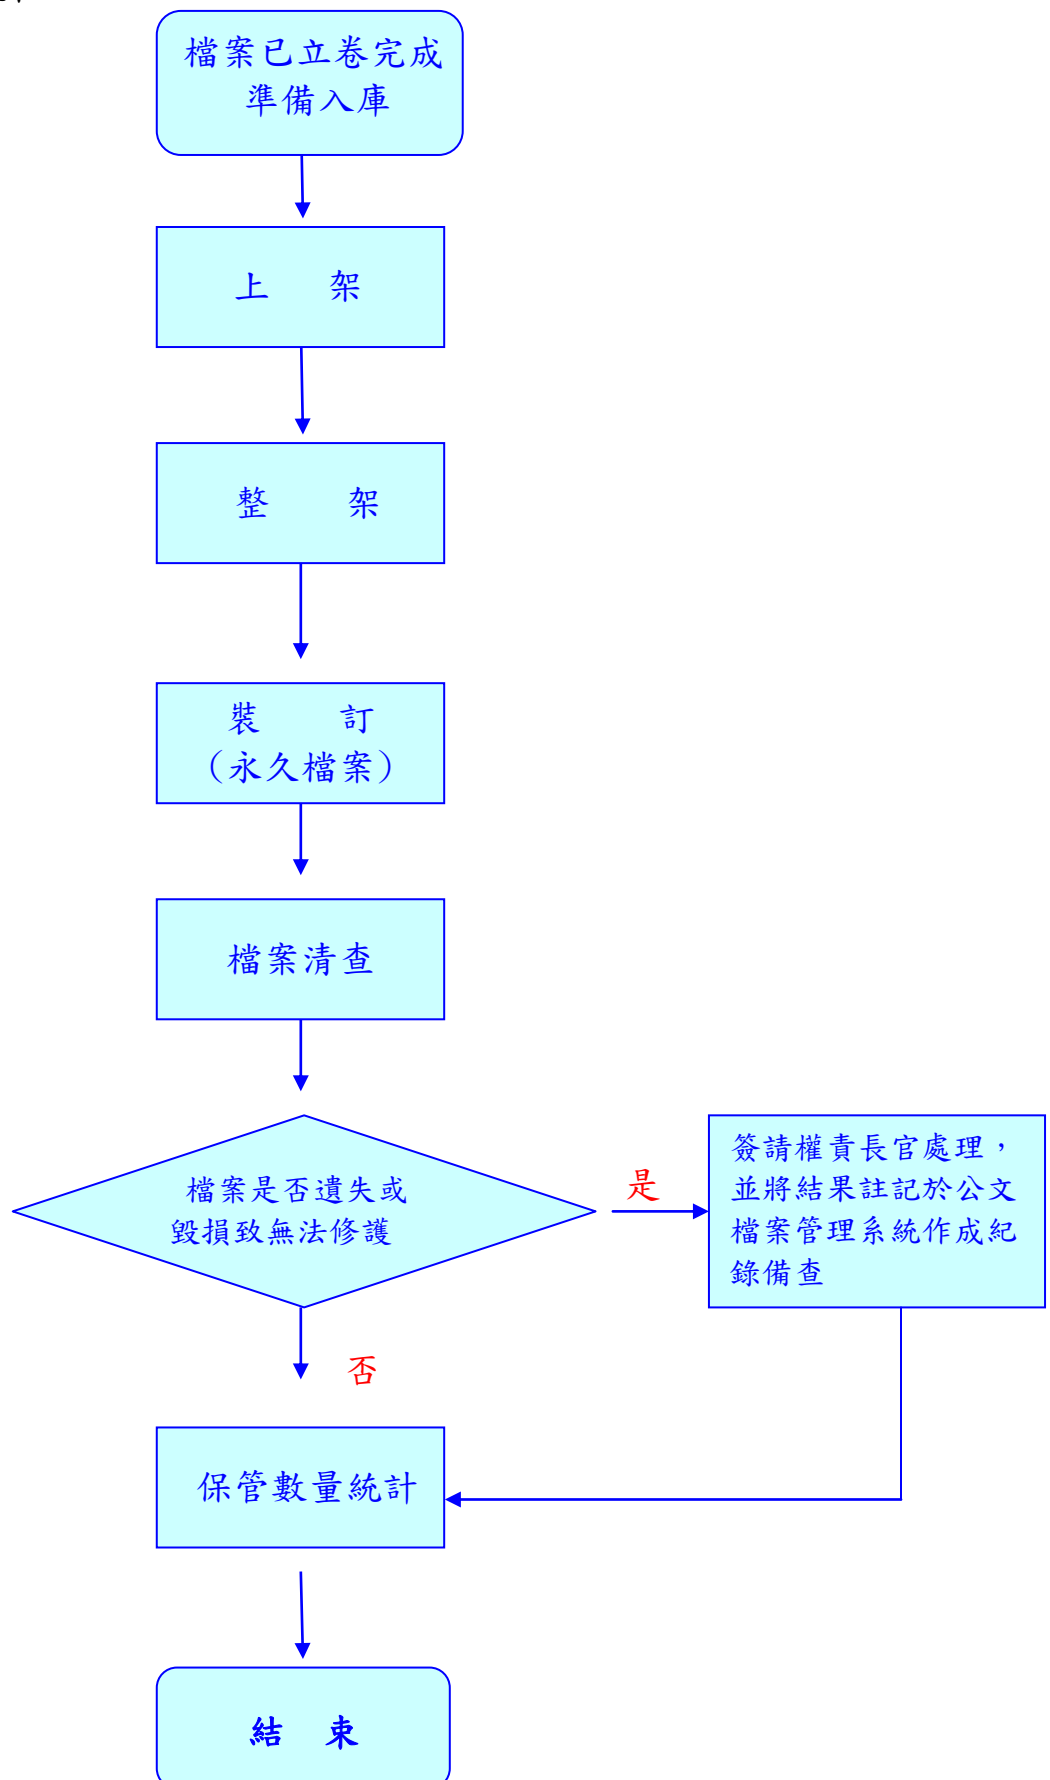 檔案已立卷完成
準備入庫
上 架
整 架
裝 訂
（永久檔案）
檔案清查
檔案是否遺失或
毀損致無法修護
是
簽請權責長官處理，
並將結果註記於公文
檔案管理系統作成紀
錄備查
否
保管數量統計
結 束